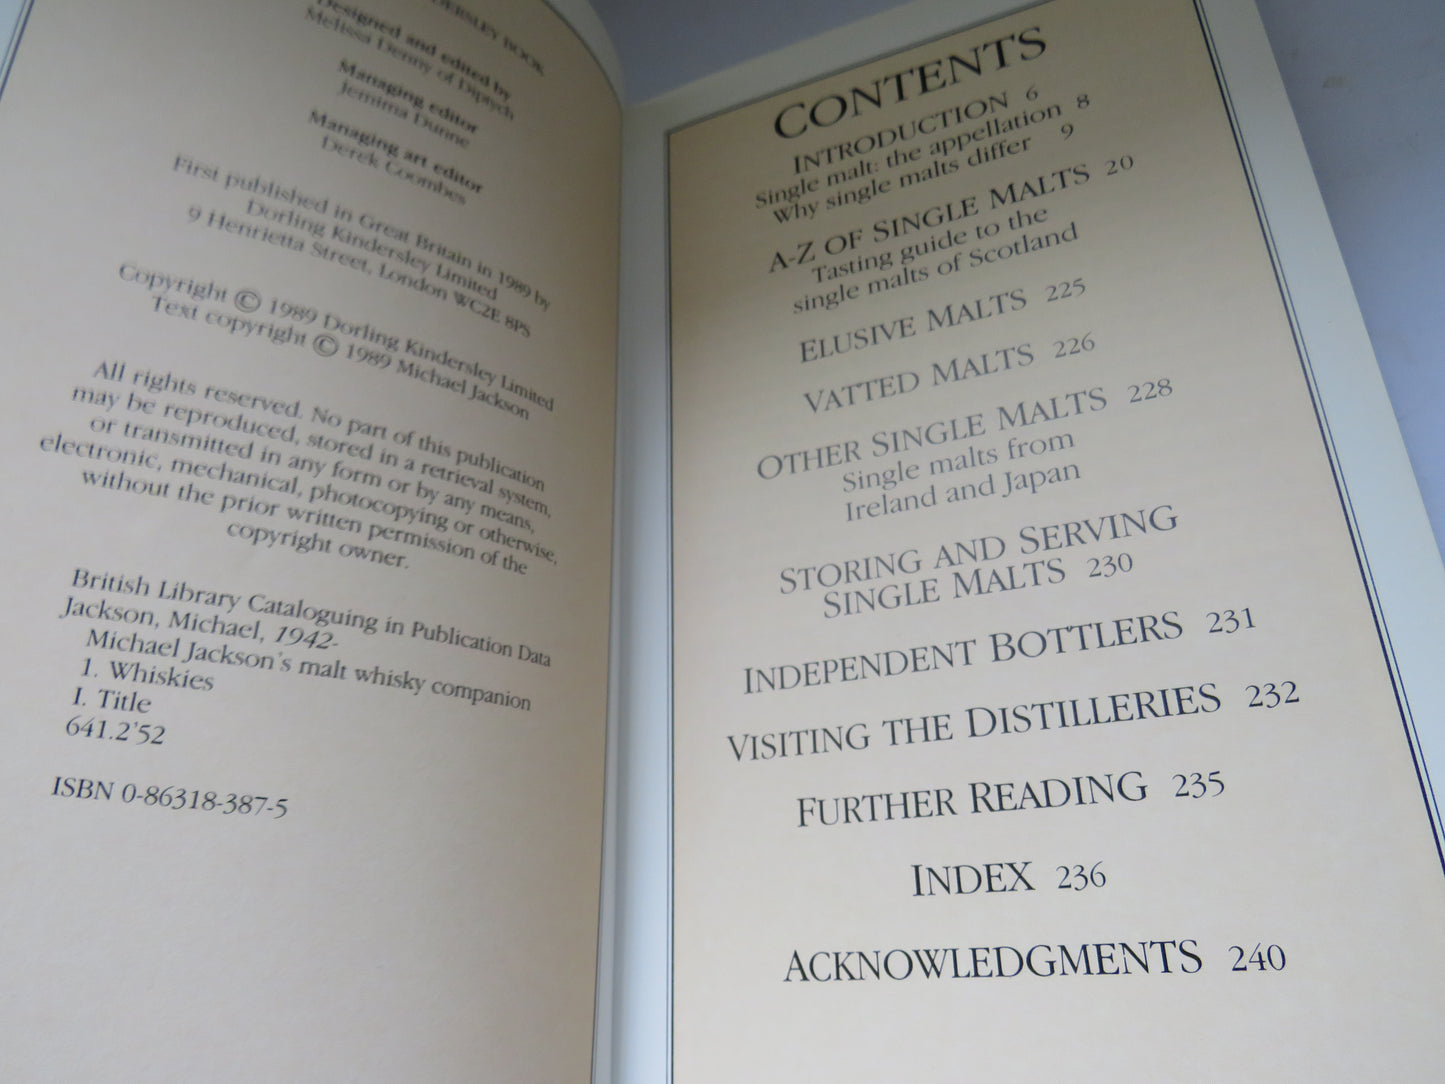 BOOK
Designed and edited by
Melissa Denny of Diptych
Managing editor
Jemima Dunne
Managing art editor
Derek Coombes
First published in Great Britain in 1989 by
Dorling Kindersley Limited
9 Henrietta Street, London WC2E 8PS
Copyright © 1989 Dorling Kindersley Limited
Text copyright © 1989 Michael Jackson
All rights reserved. No part of this publication
may be reproduced, stored in a retrieval system,
or transmitted in any form or by any means,
electronic, mechanical, photocopying or otherwise,
without the prior written permission of the
copyright owner.
British Library Cataloguing in Publication Data
Jackson, Michael, 1942-
Michael Jackson's malt whisky companion
1. Whiskies
I. Title
641.2'52
ISBN 0-86318-387-5
CONTENTS
INTRODUCTION 6
Single malt: the appellation 8
Why single malts differ 9
A-Z OF SINGLE MALTS 20
Tasting guide to the
single malts of Scotland
ELUSIVE MALTS 225
VATTED MALTS 226
OTHER SINGLE MALTS 228
Single malts from
Ireland and Japan
STORING AND SERVING
SINGLE MALTS 230
INDEPENDENT BOTTLERS 231
VISITING THE DISTILLERIES 232
FURTHER READING 235
INDEX 236
ACKNOWLEDGMENTS 240